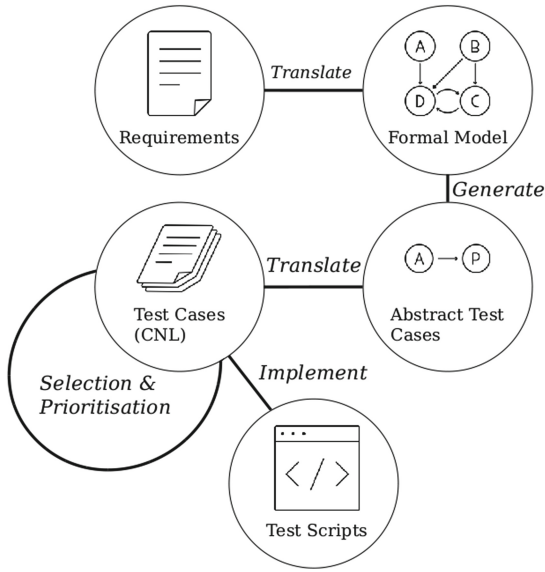 Translate
Requirements
A
B
D
C
Formal Model
Generate
Translate
Test Cases
(CNL)
A
P
Abstract Test
Cases
Selection &
Prioritisation
Implement
</>
Test Scripts